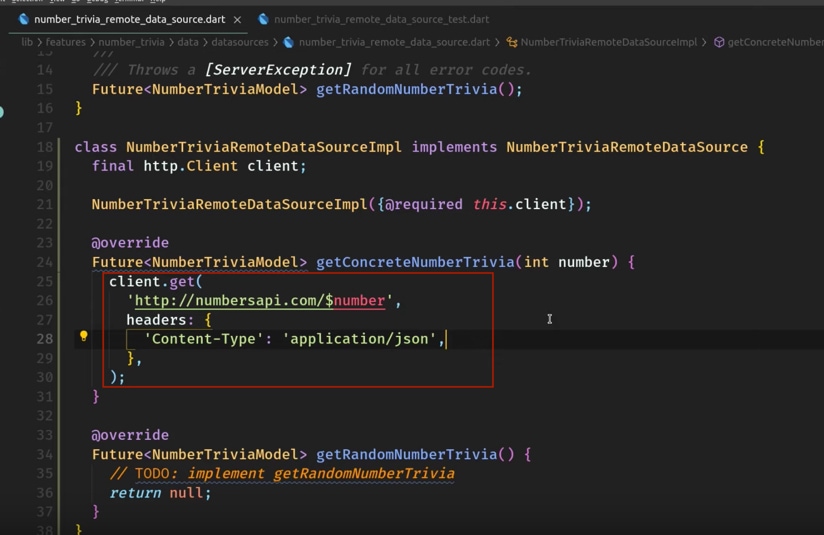 number_trivia_remote_data_source.dart × number_trivia_remote_data_source_test.dart
lib > features > number_trivia > data > datasources > number_trivia_remote_data_source.dart > NumberTriviaRemoteDataSourceImpl > getConcreteNumber
13 ///
14 /// Throws a [ServerException] for all error codes.
15 Future<NumberTriviaModel> getRandomNumberTrivia();
16 }
17
18 class NumberTriviaRemoteDataSourceImpl implements NumberTriviaRemoteDataSource {
19 final http.Client client;
20
21 NumberTriviaRemoteDataSourceImpl({@required this.client});
22
23 @override
24 Future<NumberTriviaModel> getConcreteNumberTrivia(int number) {
25 client.get(
26 'http://numbersapi.com/$number',
27 headers: {
28 'Content-Type': 'application/json',
29 },
30 );
31 }
32
33 @override
34 Future<NumberTriviaModel> getRandomNumberTrivia() {
35 // TODO: implement getRandomNumberTrivia
36 return null;
37 }
38 }